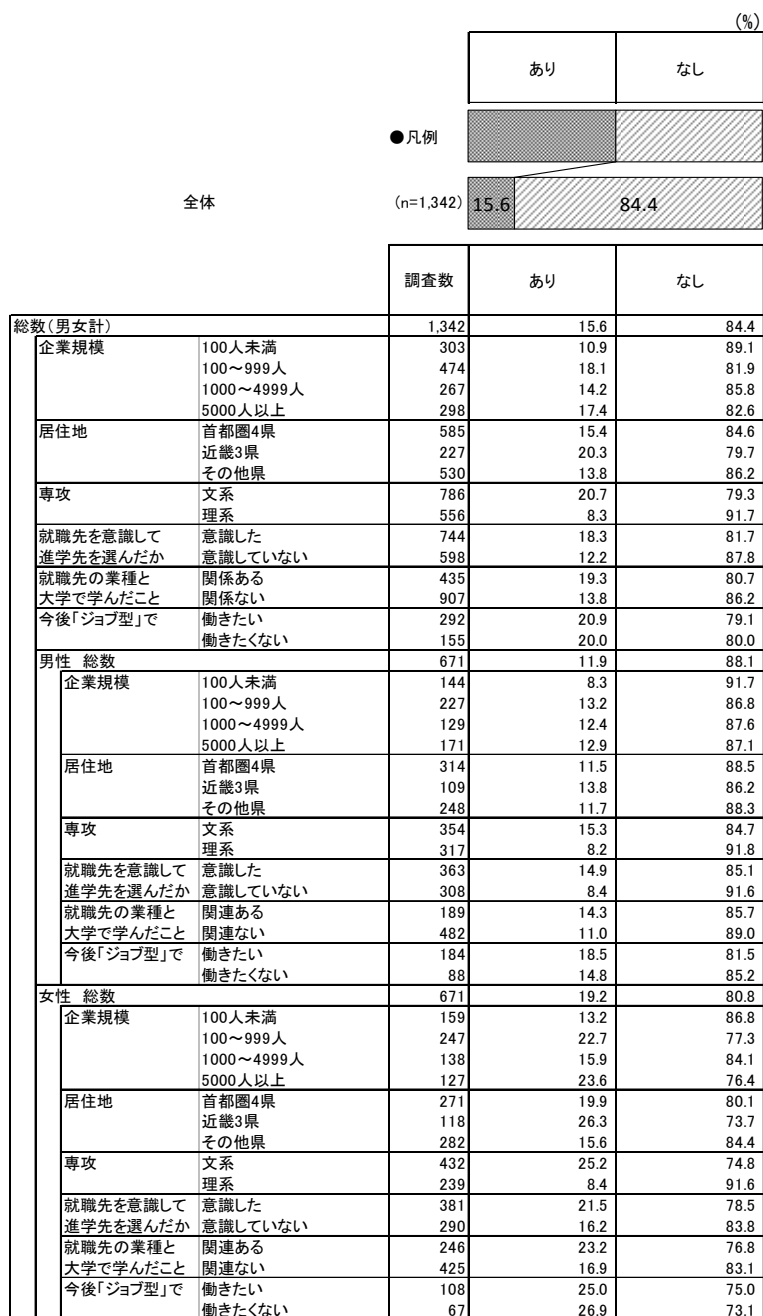 (%)
あり なし
●凡例
全体 (n=1,342) 15.6 84.4
調査数 あり なし
総数(男女計) 1,342 15.6 84.4
企業規模 100人未満 303 10.9 89.1
100～999人 474 18.1 81.9
1000～4999人 267 14.2 85.8
5000人以上 298 17.4 82.6
居住地 首都圏4県 585 15.4 84.6
近畿3県 227 20.3 79.7
その他県 530 13.8 86.2
専攻 文系 786 20.7 79.3
理系 556 8.3 91.7
就職先を意識して 意識した 744 18.3 81.7
進学先を選んだか 意識していない 598 12.2 87.8
就職先の業種と 関係ある 435 19.3 80.7
大学で学んだこと 関係ない 907 13.8 86.2
今後「ジョブ型」で 働きたい 292 20.9 79.1
働きたくない 155 20.0 80.0
男性 総数 671 11.9 88.1
企業規模 100人未満 144 8.3 91.7
100～999人 227 13.2 86.8
1000～4999人 129 12.4 87.6
5000人以上 171 12.9 87.1
居住地 首都圏4県 314 11.5 88.5
近畿3県 109 13.8 86.2
その他県 248 11.7 88.3
専攻 文系 354 15.3 84.7
理系 317 8.2 91.8
就職先を意識して 意識した 363 14.9 85.1
進学先を選んだか 意識していない 308 8.4 91.6
就職先の業種と 関連ある 189 14.3 85.7
大学で学んだこと 関連ない 482 11.0 89.0
今後「ジョブ型」で 働きたい 184 18.5 81.5
働きたくない 88 14.8 85.2
女性 総数 671 19.2 80.8
企業規模 100人未満 159 13.2 86.8
100～999人 247 22.7 77.3
1000～4999人 138 15.9 84.1
5000人以上 127 23.6 76.4
居住地 首都圏4県 271 19.9 80.1
近畿3県 118 26.3 73.7
その他県 282 15.6 84.4
専攻 文系 432 25.2 74.8
理系 239 8.4 91.6
就職先を意識して 意識した 381 21.5 78.5
進学先を選んだか 意識していない 290 16.2 83.8
就職先の業種と 関連ある 246 23.2 76.8
大学で学んだこと 関連ない 425 16.9 83.1
今後「ジョブ型」で 働きたい 108 25.0 75.0
働きたくない 67 26.9 73.1